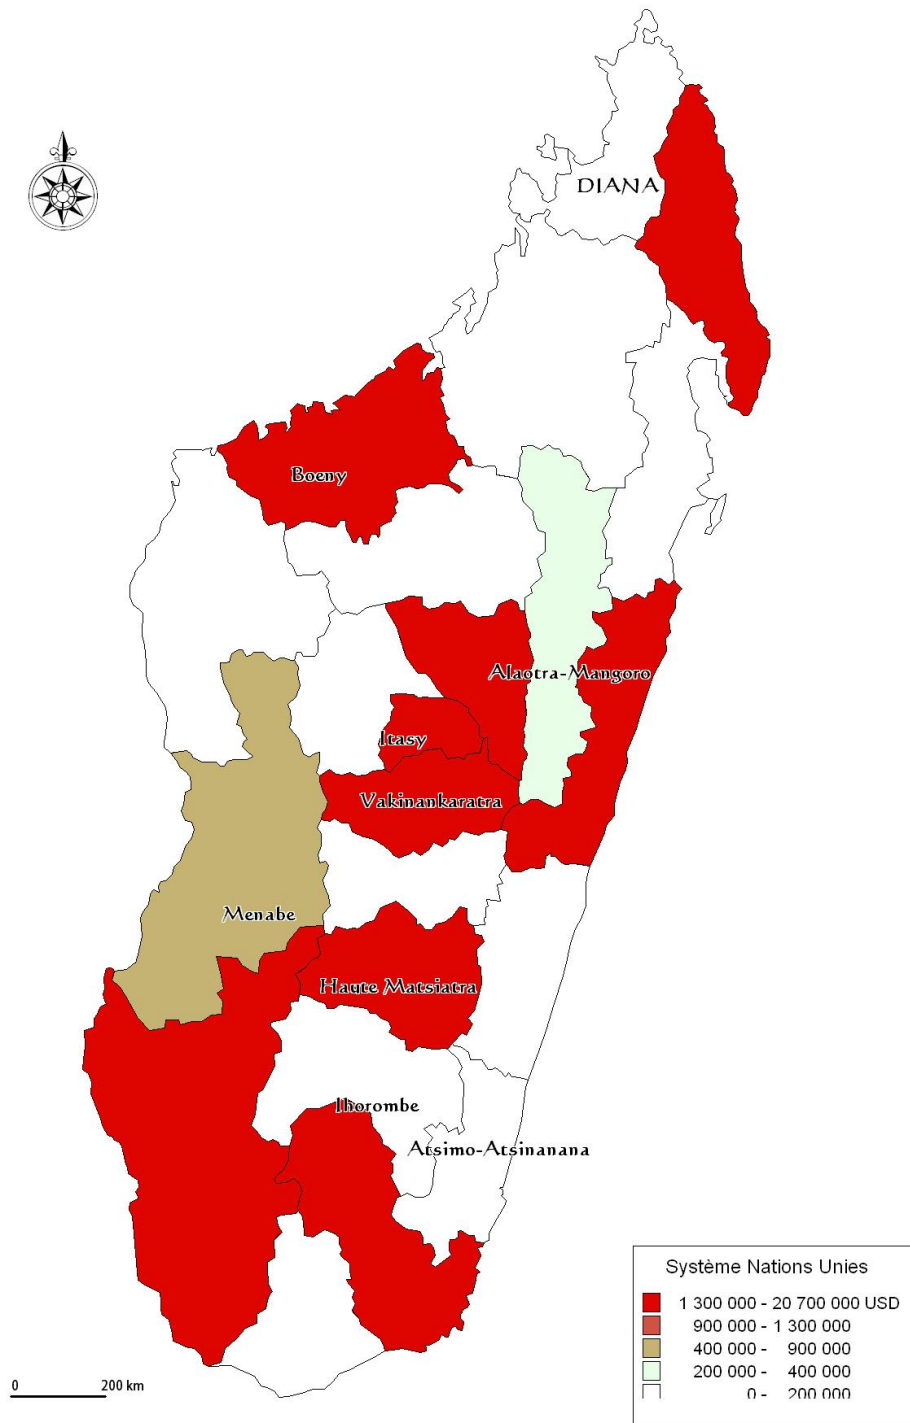 DIANA
Boeny
Alaotra-Mangoro
Itasy
Vakinankaratra
Menabe
Haute Matsiatra
Ihorombe
Atsimo-Atsinanana
Système Nations Unies
1 300 000 - 20 700 000 USD
900 000 - 1 300 000
400 000 - 900 000
200 000 - 400 000
0 - 200 000
0 200 km